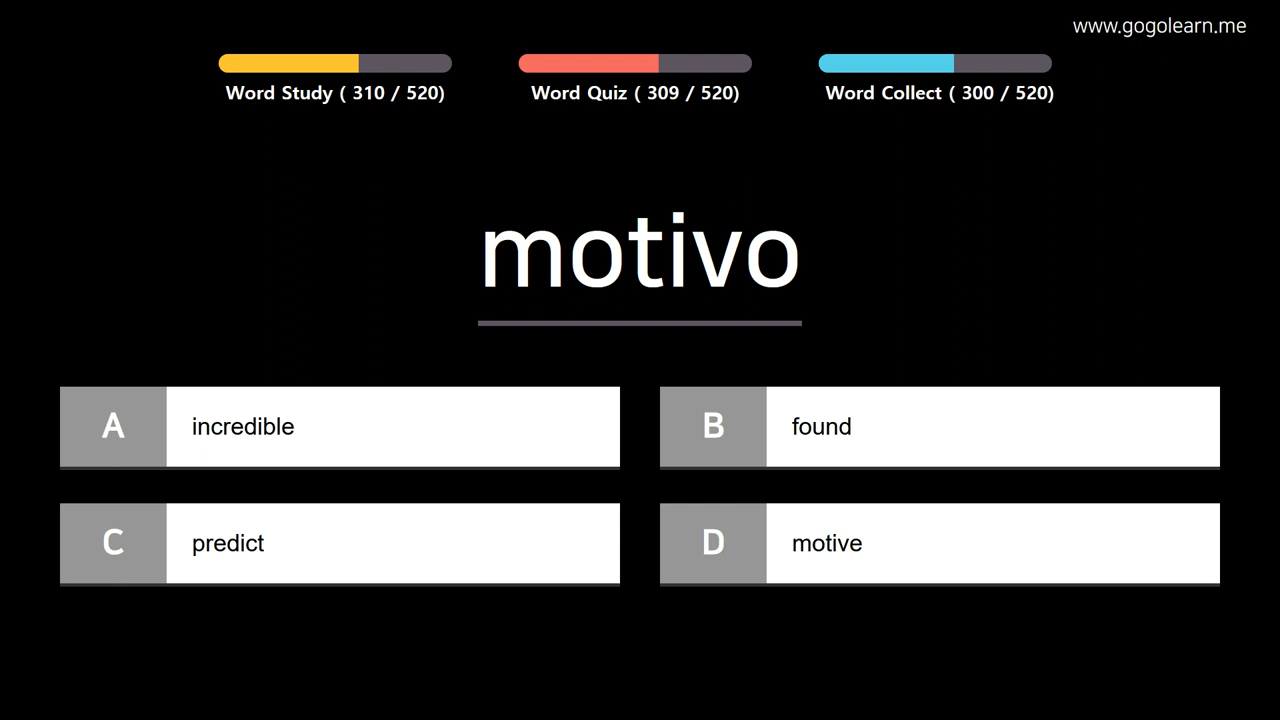 www.gogolearn.me
Word Study ( 310 / 520)
Word Quiz ( 309 / 520)
Word Collect ( 300 / 520)
motivo
A incredible
B found
C predict
D motive